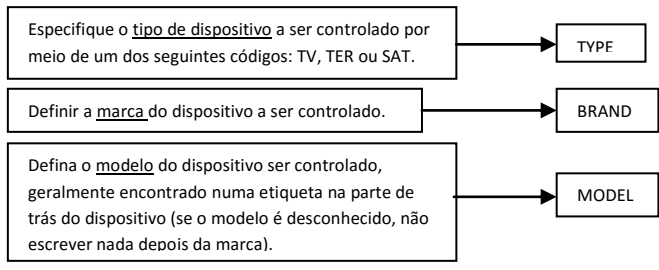 Especifique o tipo de dispositivo a ser controlado por
meio de um dos seguintes códigos: TV, TER ou SAT.
TYPE
Definir a marca do dispositivo a ser controlado.
BRAND
Defina o modelo do dispositivo ser controlado,
geralmente encontrado numa etiqueta na parte de
trás do dispositivo (se o modelo é desconhecido, não
escrever nada depois da marca).
MODEL